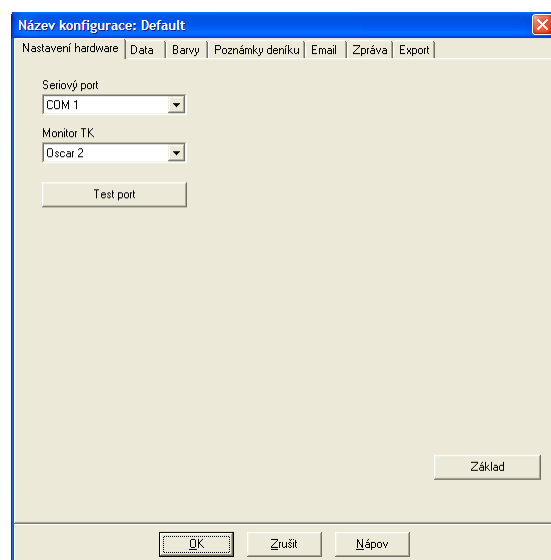 Název konfigurace: Default
Nastavení hardware Data Barvy Poznámky deníku Email Zpráva Export
Seriový port
COM 1
Monitor TK
Oscar 2
Test port
Základ
OK Zrušit Nápov